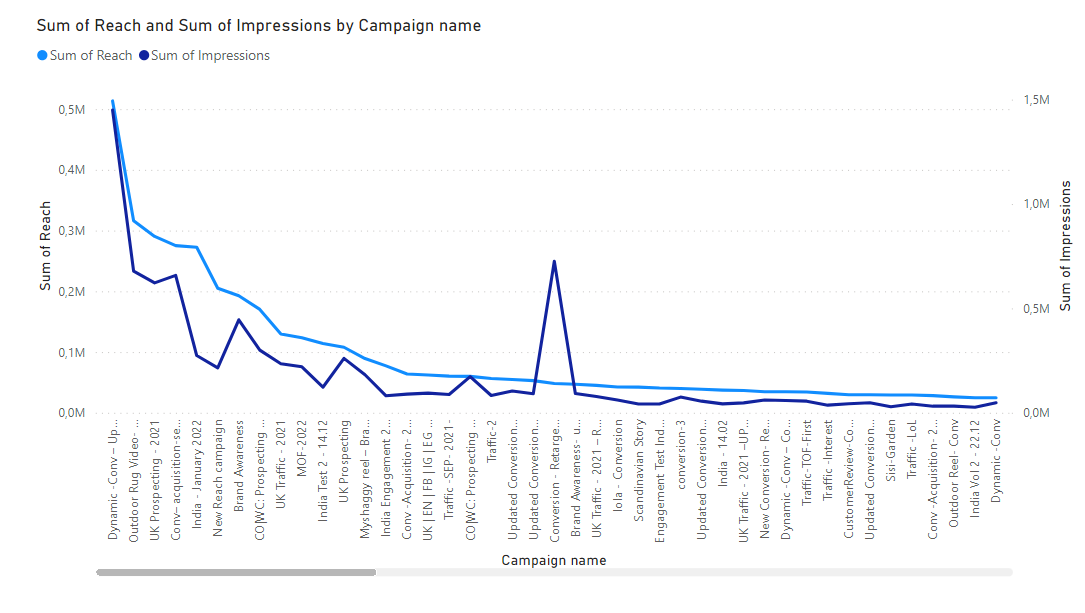 Sum of Reach and Sum of Impressions by Campaign name
Sum of Reach Sum of Impressions
0,5M
0,4M
0,3M
0,2M
0,1M
0,0M
Sum of Reach
1,5M
1,0M
0,5M
0,0M
Sum of Impressions
Dynamic -Conv – Up...
Outdoor Rug Video- ...
UK Prospecting - 2021
Conv– acquisition-se...
India - January 2022
New Reach campaign
Brand Awareness
CO|WC: Prospecting ...
UK Traffic - 2021
MOF-2022
India Test 2 - 14.12
UK Prospecting
Myshaggy reel – Bra...
India Engagement 2...
Conv -Acquisition- 2...
UK | EN | FB | IG | EG ...
Traffic -SEP- 2021-
CO|WC: Prospecting ...
Traffic-2
Updated Conversion...
Updated Conversion...
Conversion - Retarge...
Brand Awareness- u...
UK Traffic - 2021 – R...
Iola - Conversion
Scandinavian Story
Engagement Test Ind...
conversion-3
Updated Conversion...
India - 14.02
UK Traffic - 2021 –UP...
New Conversion- Re...
Dynamic -Conv – Co...
Traffic-TOF-First
Traffic -Interest
CustomerReview-Co...
Updated Conversion...
Sissi-Garden
Traffic -LoL
Conv -Acquisition- 2...
Outdoor Reel- Conv
India Vol 2 - 22.12
Dynamic -Conv
Campaign name